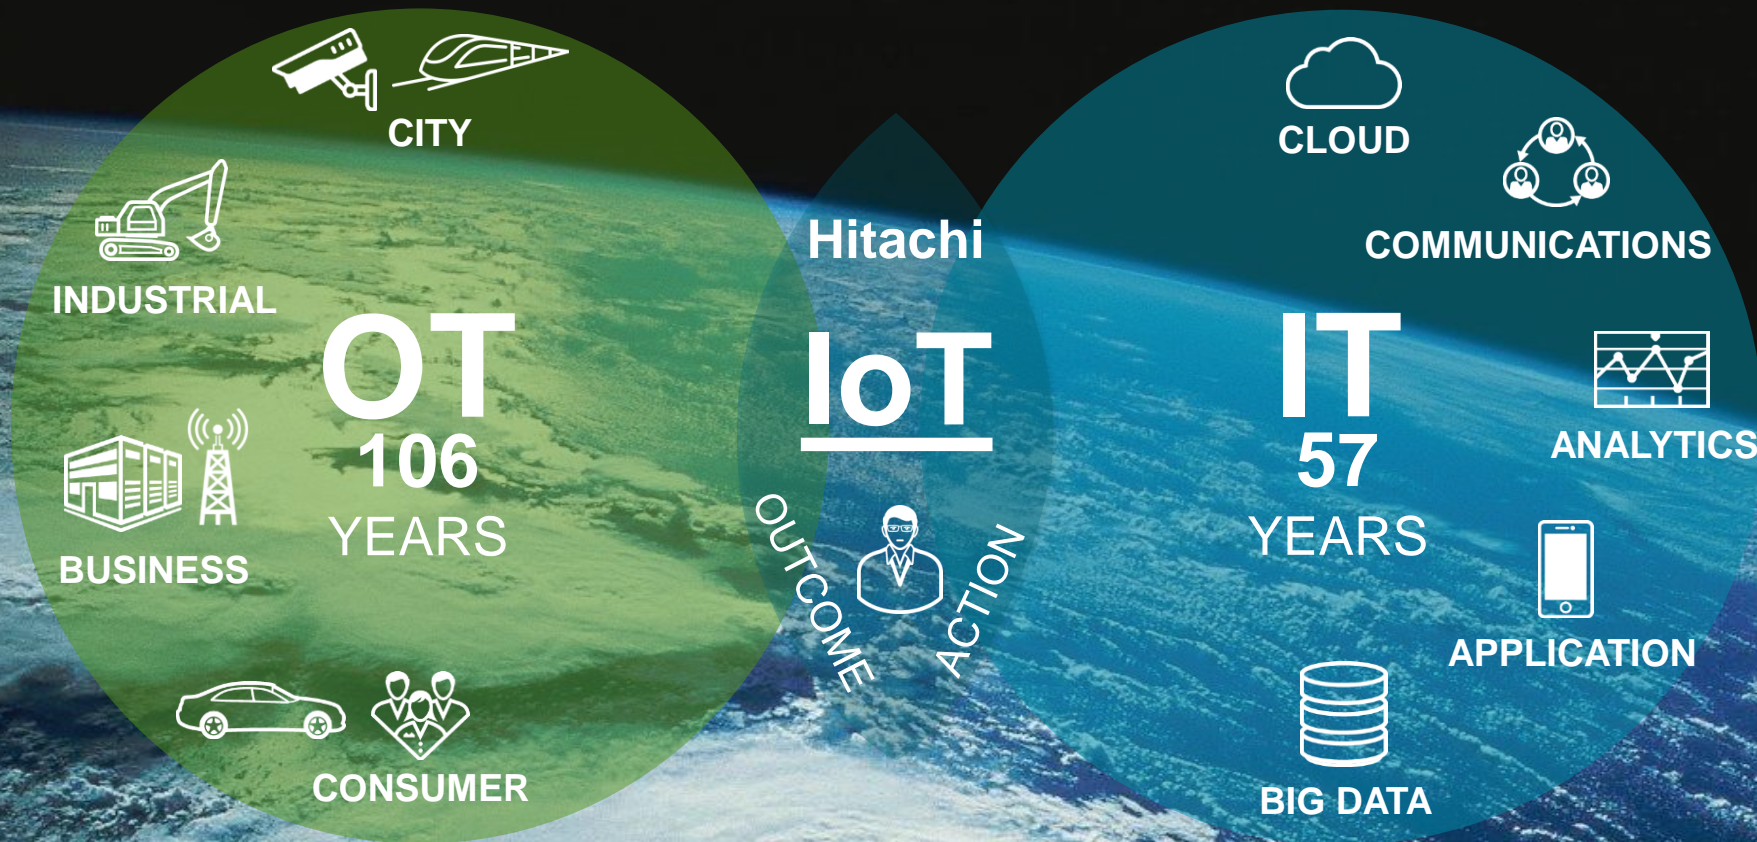 CITY
INDUSTRIAL
OT
106
YEARS
BUSINESS
CONSUMER
Hitachi
IoT
OUTCOME
ACTION
CLOUD
COMMUNICATIONS
IT
57
YEARS
ANALYTICS
APPLICATION
BIG DATA